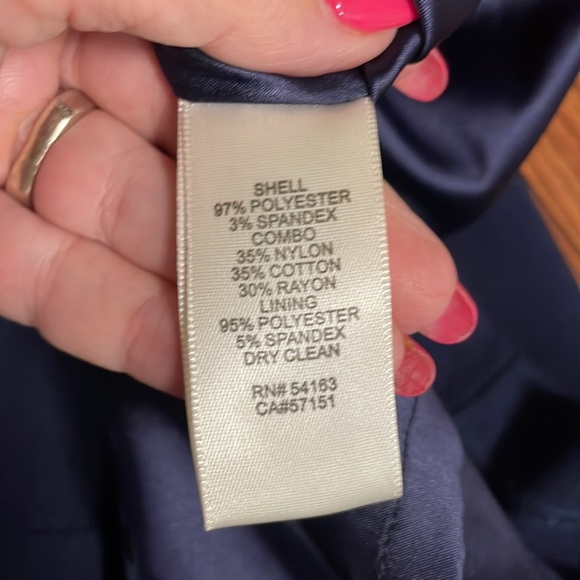 SHELL
97% POLYESTER
3% SPANDEX
COMBO
35% NYLON
35% COTTON
30% RAYON
LINING
95% POLYESTER
5% SPANDEX
DRY CLEAN
RN# 54163
CA#57151